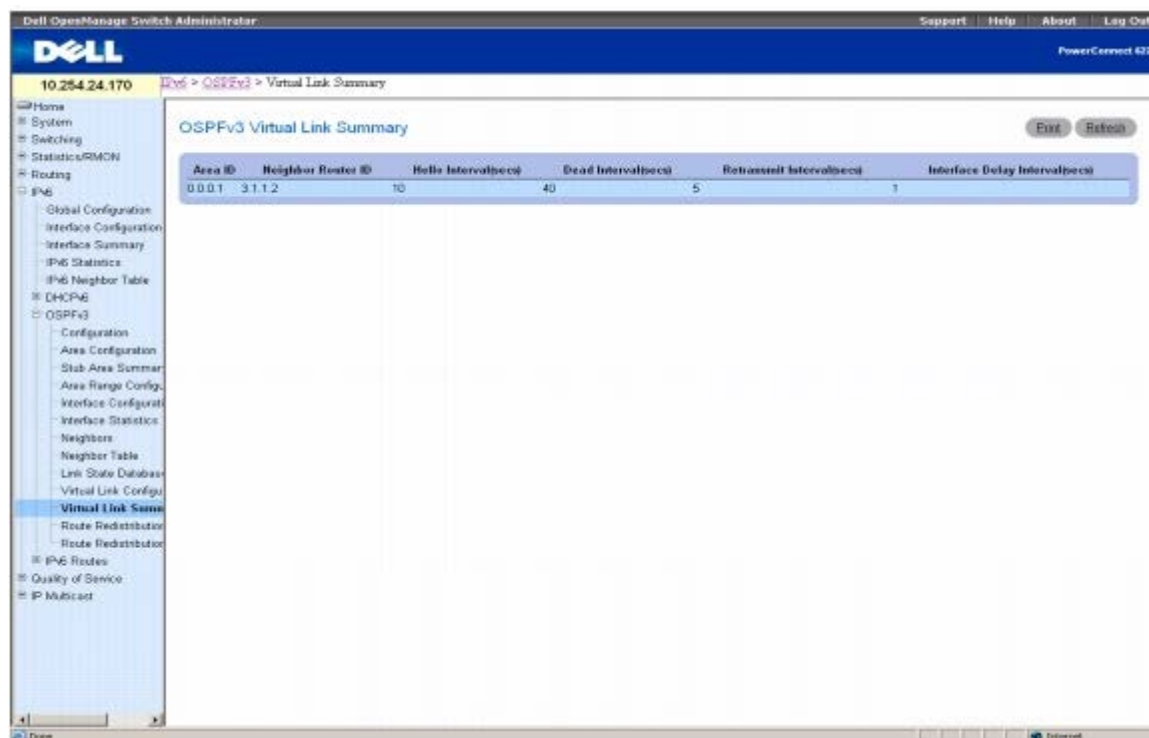 Dell OpenManage Switch Administrator
Support Help About Log Out
DELL
PowerConnect 622
10.254.24.170
IPv6 > OSPFv3 > Virtual Link Summary
Home
System
Switching
Statistics/RMON
Routing
IPv6
Global Configuration
Interface Configuration
Interface Summary
IPv6 Statistics
IPv6 Neighbor Table
DHCPv6
OSPFv3
Configuration
Area Configuration
Stub Area Summar
Area Range Configu
Interface Configurati
Interface Statistics
Neighbors
Neighbor Table
Link State Database
Virtual Link Configu
Virtual Link Summ
Route Redistribution
Route Redistribution
IPv6 Routes
Quality of Service
IP Multicast
OSPFv3 Virtual Link Summary
Print Refresh
Area ID Neighbor Router ID Hello Interval(secs) Dead Interval(secs) Retransmit Interval(secs) Interface Delay Interval(secs)
0.0.0.1 3.1.1.2 10 40 5 1
Done
Internet